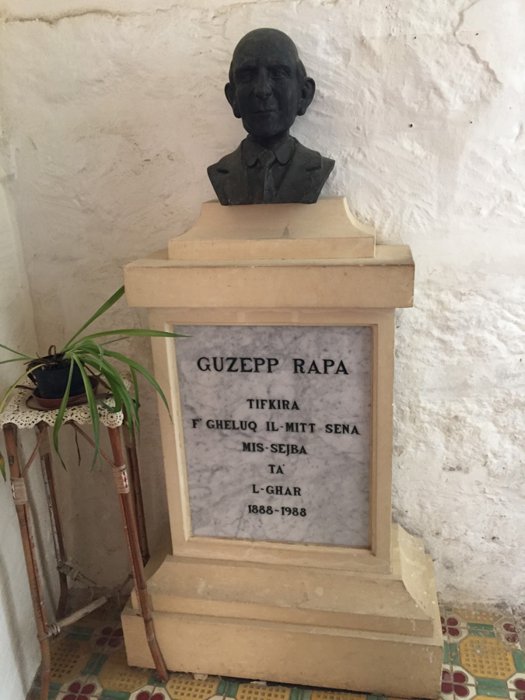 GUZEPP RAPA
TIFKIRA
F' GHELUQ IL-MITT SENA
MIS-SEJBA
TA'
L-GHAR
1888-1988